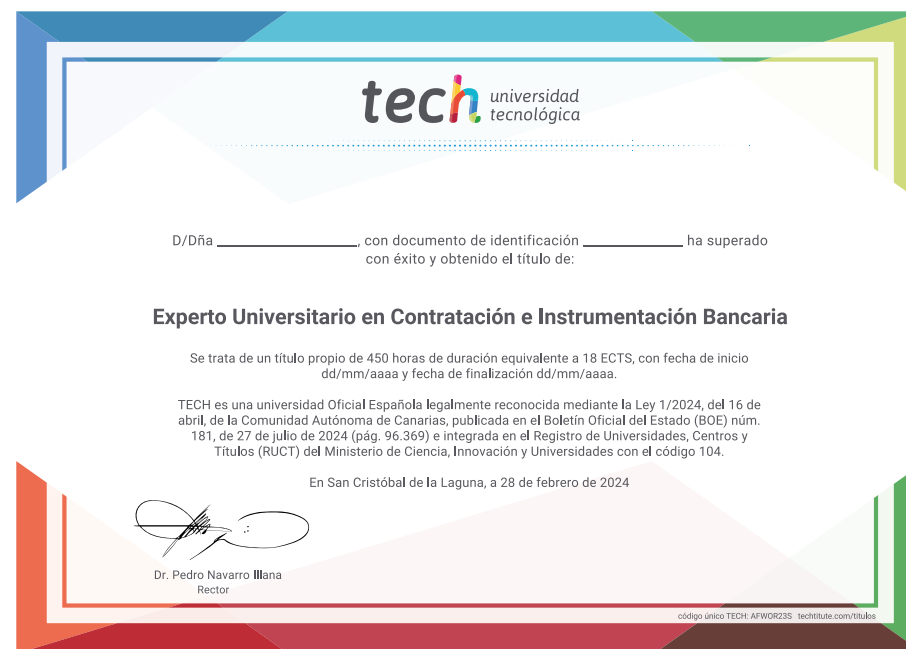 tech universidad
tecnológica
D/Dña ________________, con documento de identificación ____________ ha superado
con éxito y obtenido el título de:
Experto Universitario en Contratación e Instrumentación Bancaria
Se trata de un título propio de 450 horas de duración equivalente a 18 ECTS, con fecha de inicio
dd/mm/aaaa y fecha de finalización dd/mm/aaaa.
TECH es una universidad Oficial Española legalmente reconocida mediante la Ley 1/2024, del 16 de
abril, de la Comunidad Autónoma de Canarias, publicada en el Boletín Oficial del Estado (BOE) núm.
181, de 27 de julio de 2024 (pág. 96.369) e integrada en el Registro de Universidades, Centros y
Títulos (RUCT) del Ministerio de Ciencia, Innovación y Universidades con el código 104.
En San Cristóbal de la Laguna, a 28 de febrero de 2024
Dr. Pedro Navarro Illana
Rector
código único TECH: AFWOR23S techtitute.com/titulos